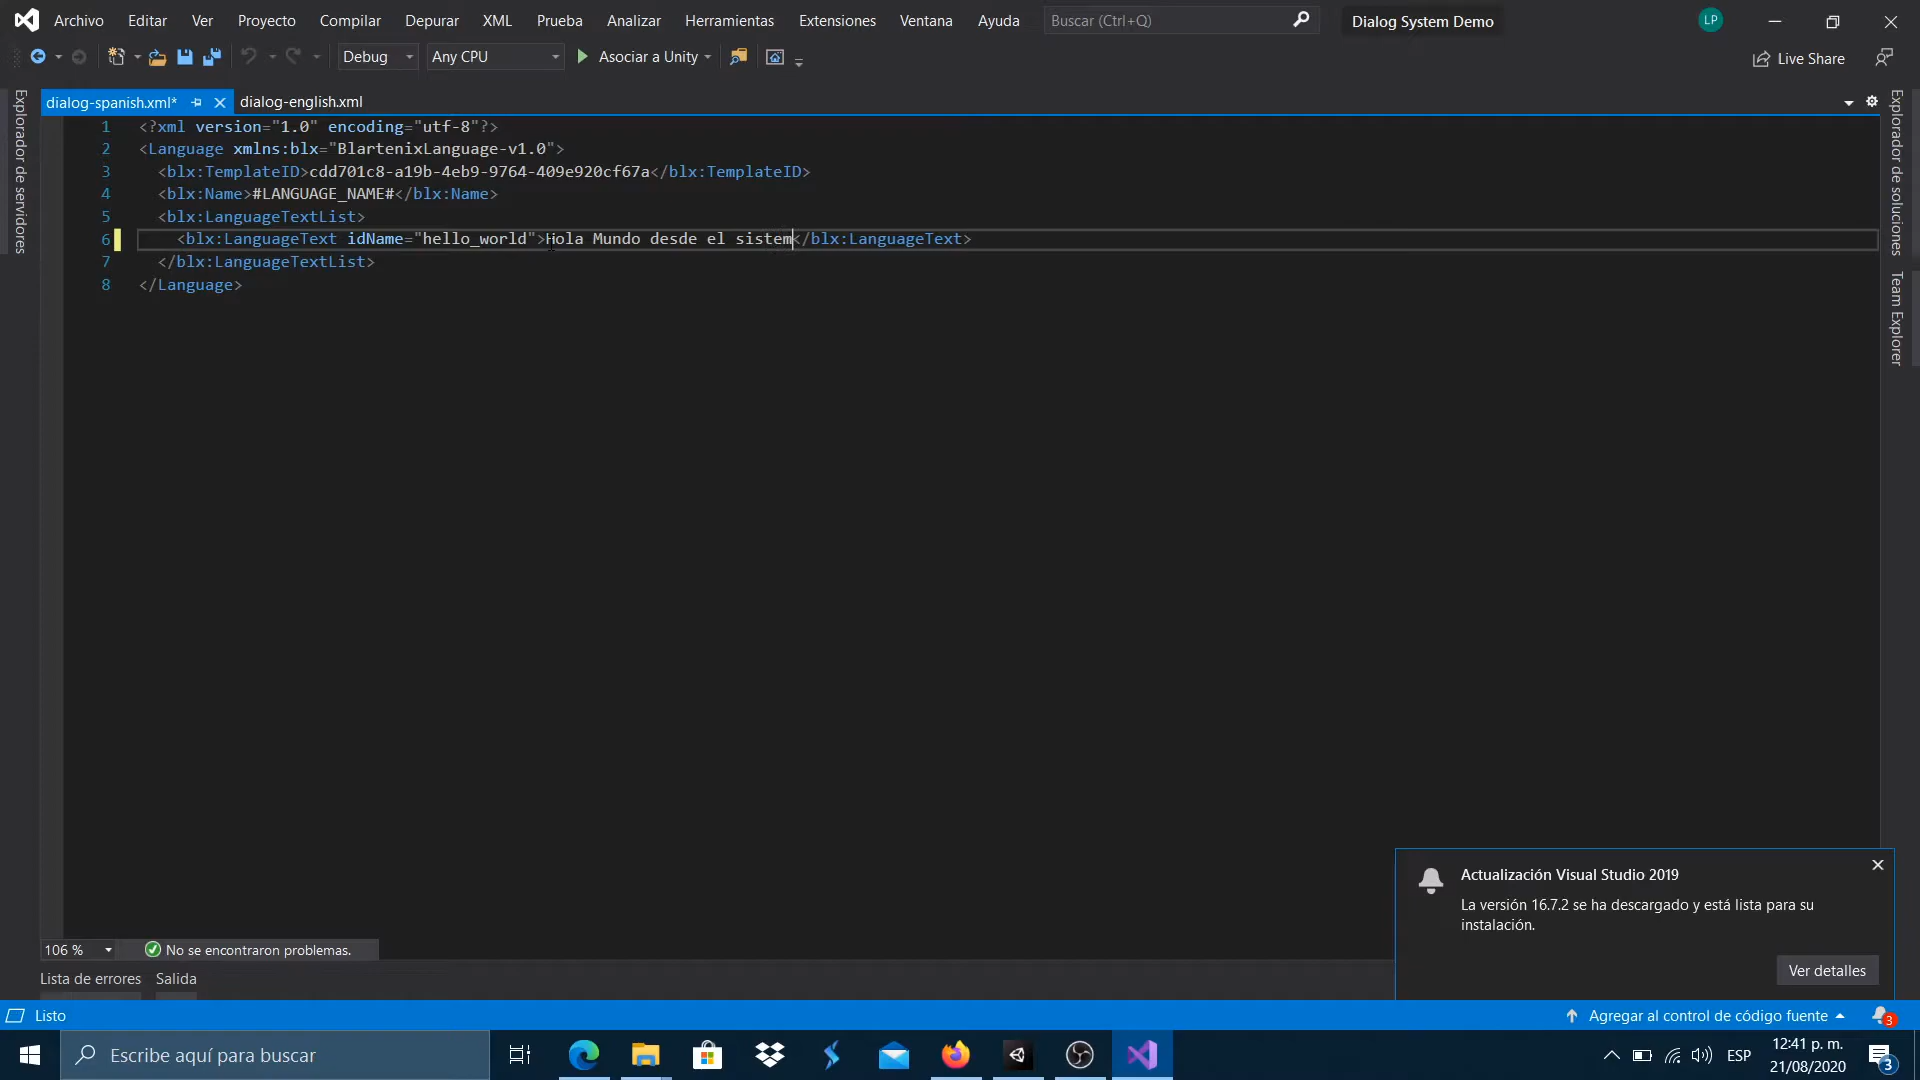 Archivo Editar Ver Proyecto Compilar Depurar XML Prueba Analizar Herramientas Extensiones Ventana Ayuda Buscar (Ctrl+Q) Dialog System Demo LP
Debug Any CPU Asociar a Unity Live Share
dialog-spanish.xml* dialog-english.xml
Explorador de servidores
Explorador de soluciones
Team Explorer
1 <?xml version="1.0" encoding="utf-8"?>
2 <Language xmlns:blx="BlartenixLanguage-v1.0">
3 <blx:TemplateID>cdd701c8-a19b-4eb9-9764-409e920cf67a</blx:TemplateID>
4 <blx:Name>#LANGUAGE_NAME#</blx:Name>
5 <blx:LanguageTextList>
6 <blx:LanguageText idName="hello_world">Hola Mundo desde el sistem</blx:LanguageText>
7 </blx:LanguageTextList>
8 </Language>
Actualización Visual Studio 2019
La versión 16.7.2 se ha descargado y está lista para su
instalación.
Ver detalles
106 % No se encontraron problemas.
Lista de errores Salida
Listo Agregar al control de código fuente 3
Escribe aquí para buscar ESP 12:41 p. m.
21/08/2020 3